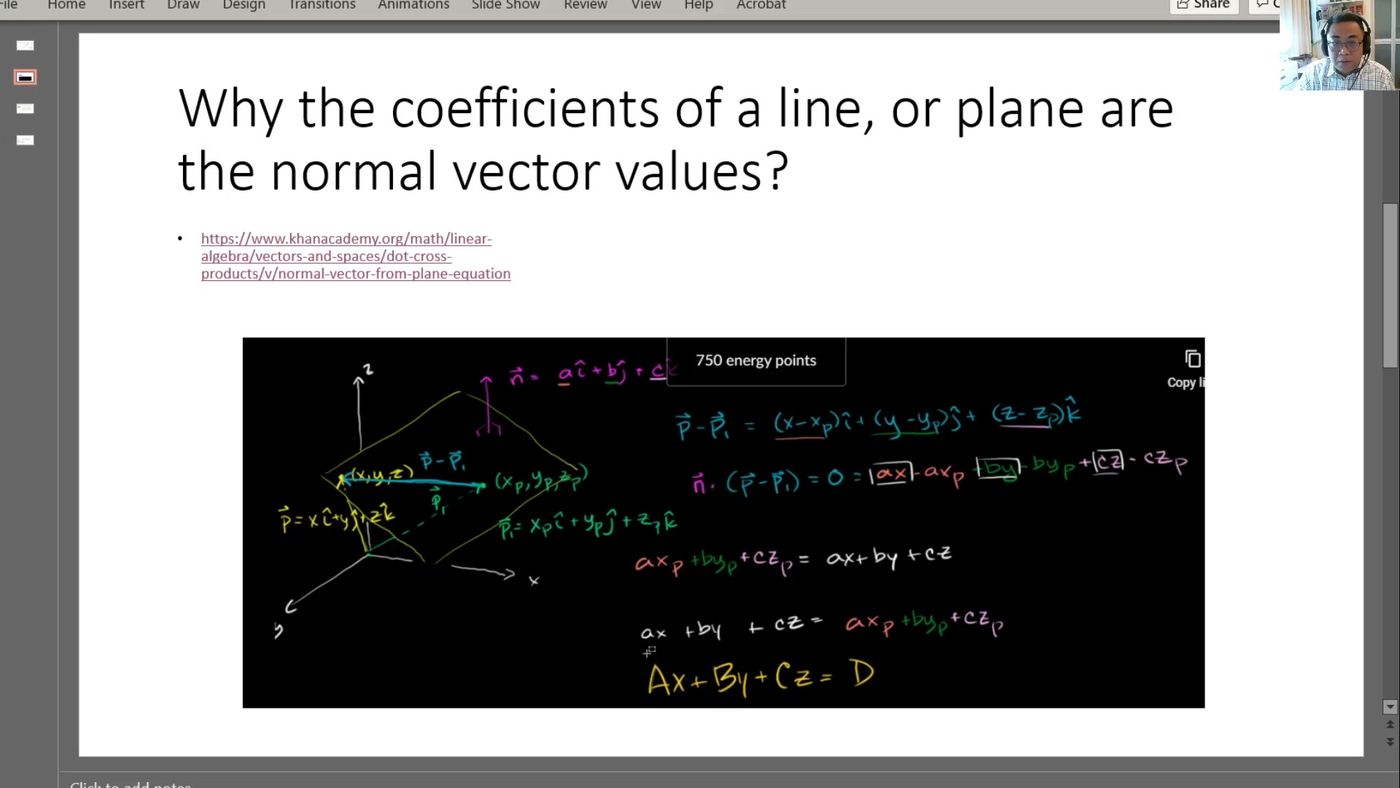 Home Insert Draw Design Transitions Animations Slide Show Review View Help Acrobat
Share
Why the coefficients of a line, or plane are
the normal vector values?
• https://www.khanacademy.org/math/linear-
algebra/vectors-and-spaces/dot-cross-
products/v/normal-vector-from-plane-equation
750 energy points
Copy li
z
n⃗ = aî + bĵ + ck
p⃗ - p⃗₁ = (x-xₚ)î + (y-yₚ)ĵ + (z-zₚ)k̂
(x,y,z) p⃗-p⃗₁
(xₚ, yₚ, zₚ)
n⃗ · (p⃗-p⃗₁) = 0 = ax - axₚ + by - byₚ + cz - czₚ
p⃗₁
p⃗ = xî+yĵ+zk̂
p⃗₁ = xₚî + yₚĵ + zₚk̂
axₚ + byₚ + czₚ = ax + by + cz
x
y
ax + by + cz = axₚ + byₚ + czₚ
Ax + By + Cz = D
Click to add notes